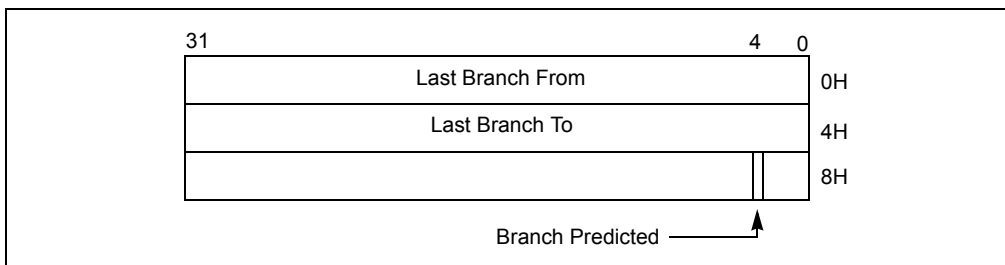 31 4 0
Last Branch From 0H
Last Branch To 4H
8H
Branch Predicted